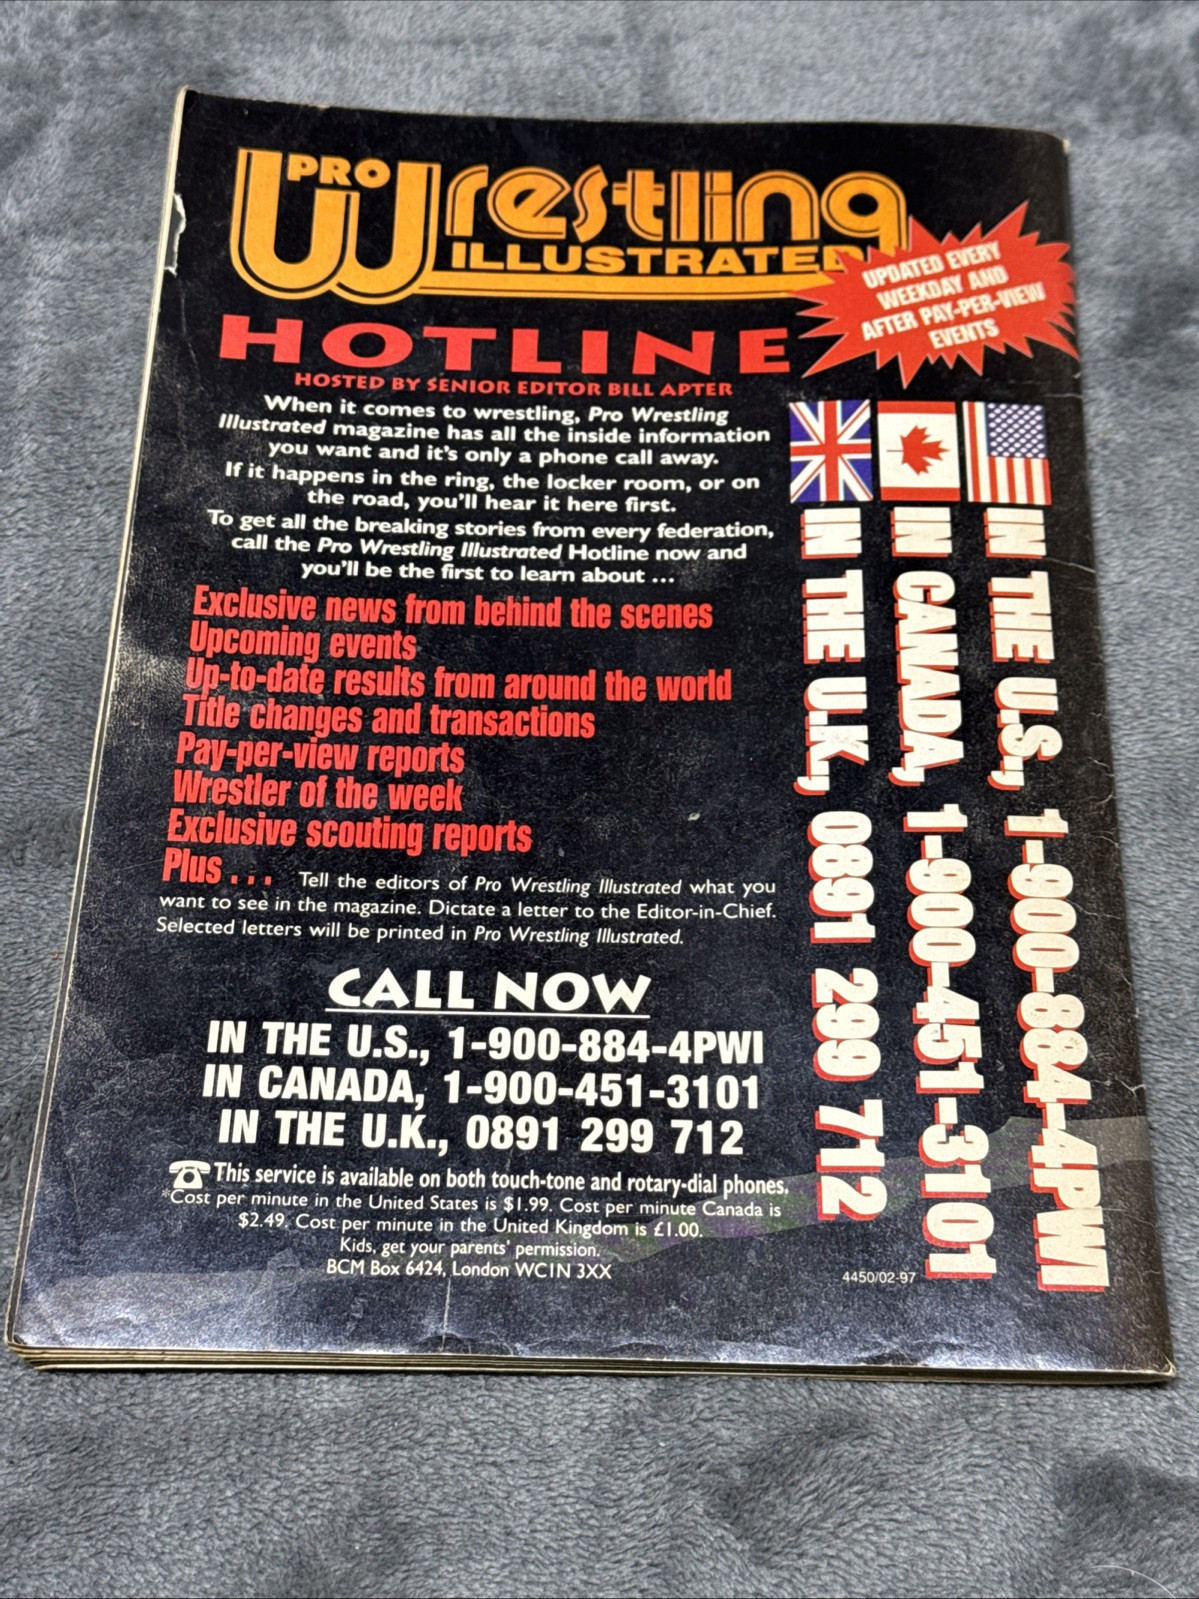 PRO
Wrestling
ILLUSTRATED
UPDATED EVERY
WEEKDAY AND
AFTER PAY-PER-VIEW
EVENTS
HOTLINE
HOSTED BY SENIOR EDITOR BILL APTER
When it comes to wrestling, Pro Wrestling
Illustrated magazine has all the inside information
you want and it's only a phone call away.
If it happens in the ring, the locker room, or on
the road, you'll hear it here first.
To get all the breaking stories from every federation,
call the Pro Wrestling Illustrated Hotline now and
you'll be the first to learn about ...
Exclusive news from behind the scenes
Upcoming events
Up-to-date results from around the world
Title changes and transactions
Pay-per-view reports
Wrestler of the week
Exclusive scouting reports
Plus... Tell the editors of Pro Wrestling Illustrated what you
want to see in the magazine. Dictate a letter to the Editor-in-Chief.
Selected letters will be printed in Pro Wrestling Illustrated.
CALL NOW
IN THE U.S., 1-900-884-4PWI
IN CANADA, 1-900-451-3101
IN THE U.K., 0891 299 712
This service is available on both touch-tone and rotary-dial phones.
*Cost per minute in the United States is $1.99. Cost per minute Canada is
$2.49. Cost per minute in the United Kingdom is £1.00.
Kids, get your parents' permission.
BCM Box 6424, London WC1N 3XX
4450/02-97
IN THE U.S., 1-900-884-4PWI
IN CANADA, 1-900-451-3101
IN THE U.K., 0891 299 712